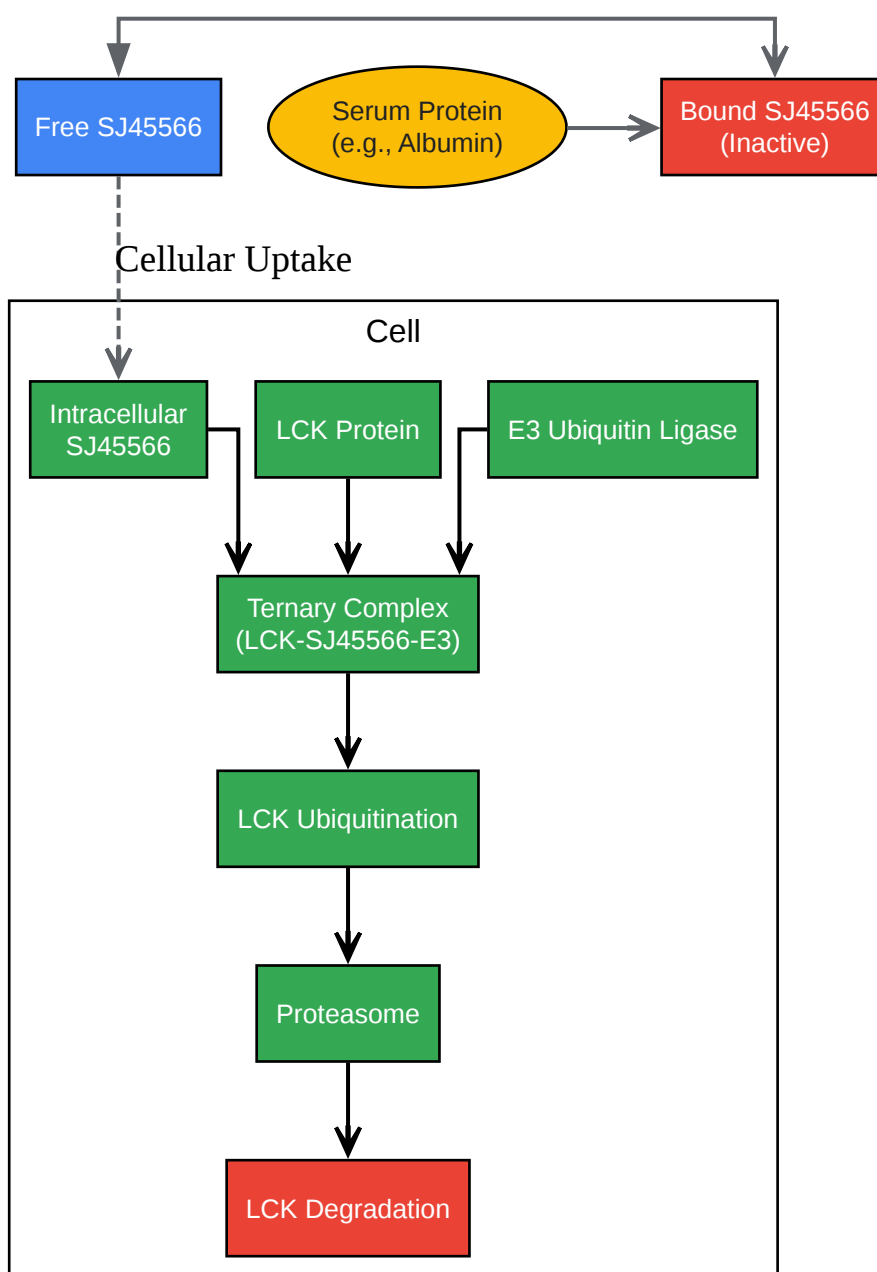 Free SJ45566
Serum Protein
(e.g., Albumin)
Bound SJ45566
(Inactive)
Cellular Uptake
Cell
Intracellular
SJ45566
LCK Protein
E3 Ubiquitin Ligase
Ternary Complex
(LCK-SJ45566-E3)
LCK Ubiquitination
Proteasome
LCK Degradation